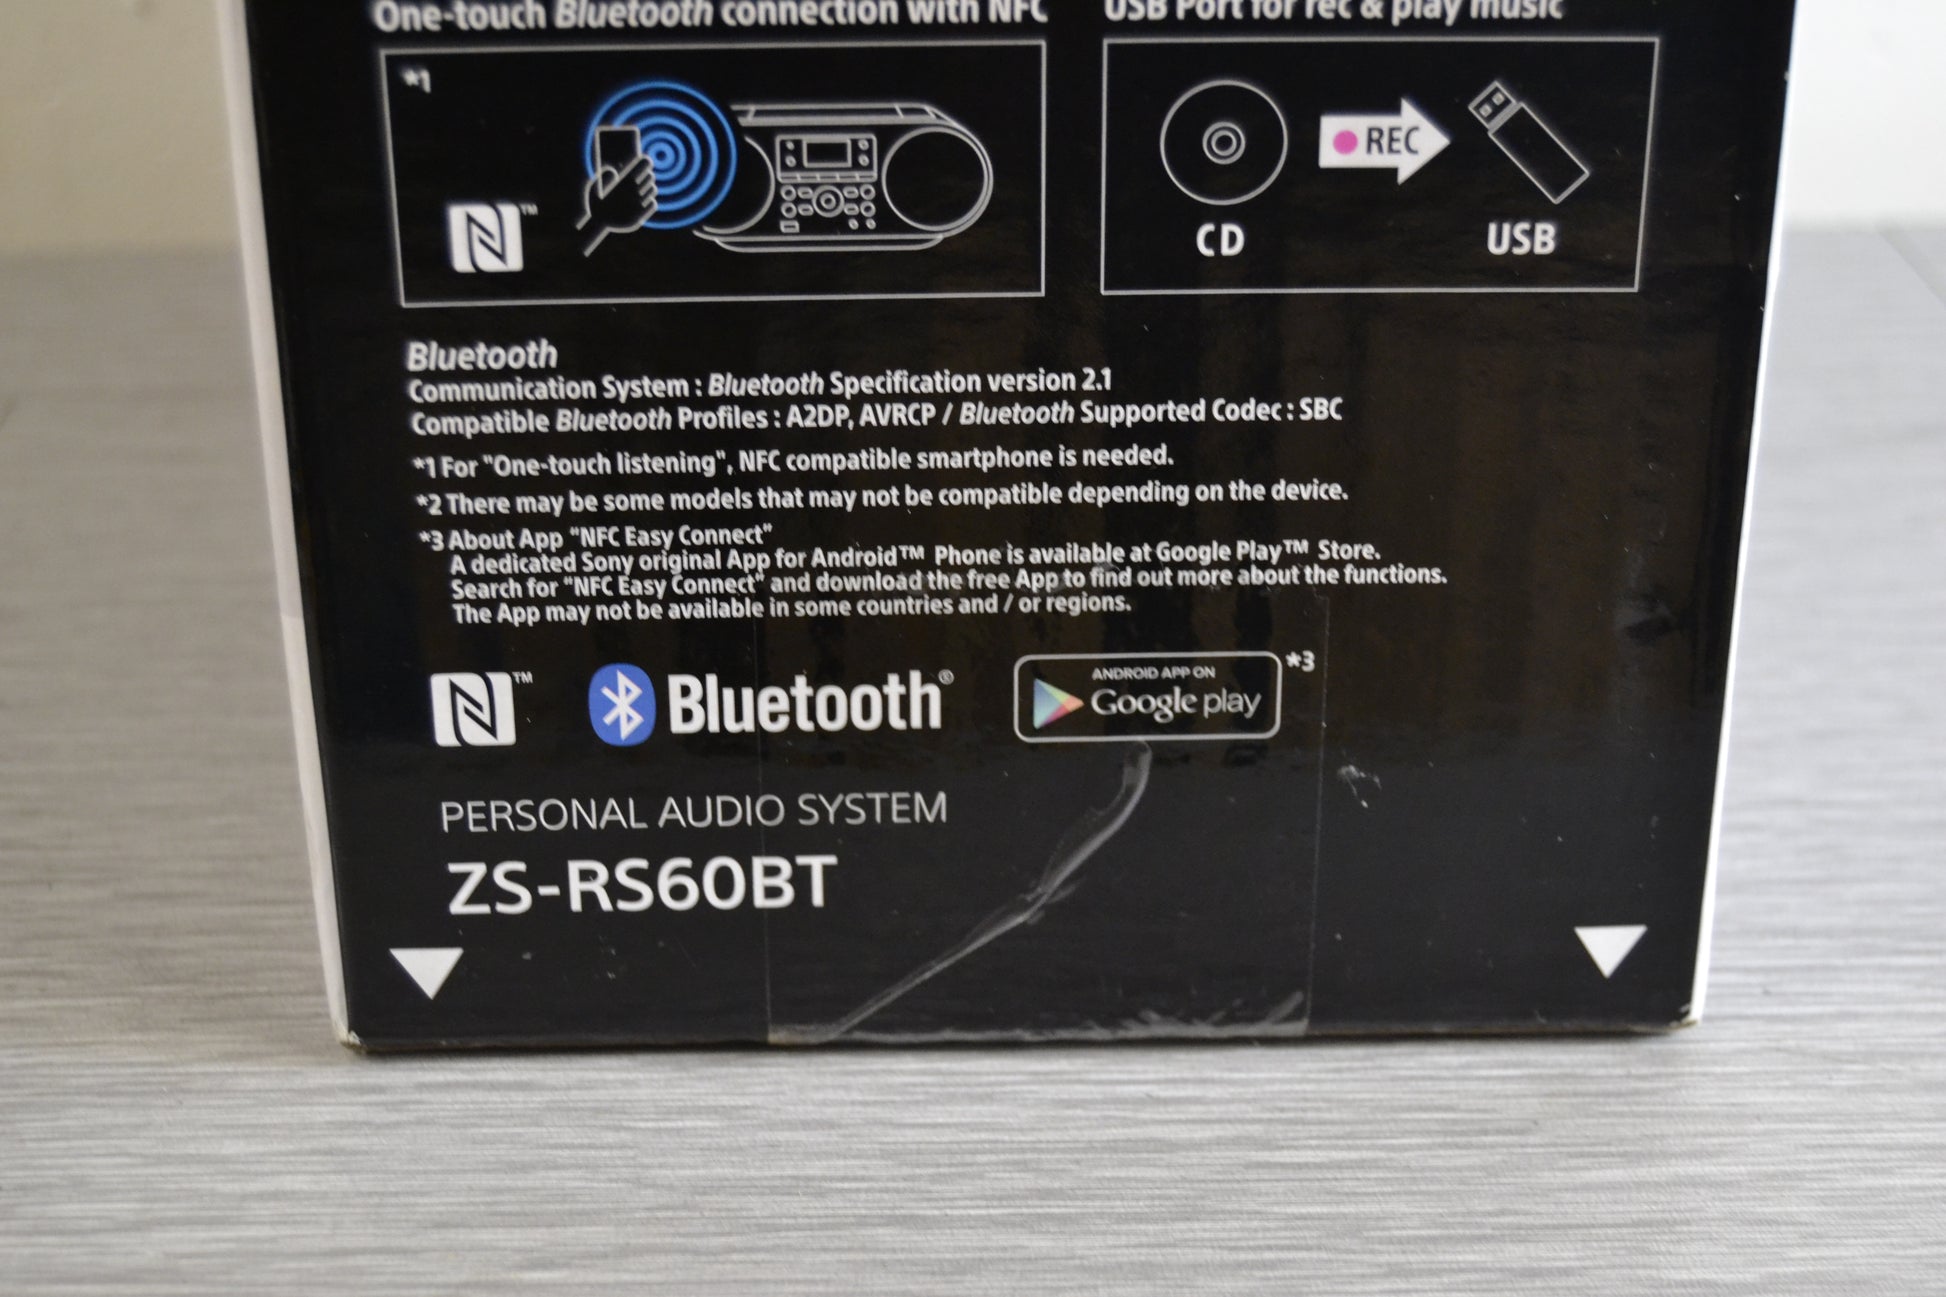 One-touch Bluetooth connection with NFC
USB Port for rec & play music
*1
™
REC
CD
USB
Bluetooth
Communication System : Bluetooth Specification version 2.1
Compatible Bluetooth Profiles : A2DP, AVRCP / Bluetooth Supported Codec : SBC
*1 For "One-touch listening", NFC compatible smartphone is needed.
*2 There may be some models that may not be compatible depending on the device.
*3 About App "NFC Easy Connect"
A dedicated Sony original App for Android™ Phone is available at Google Play™ Store.
Search for "NFC Easy Connect" and download the free App to find out more about the functions.
The App may not be available in some countries and / or regions.
™
Bluetooth®
ANDROID APP ON
Google play
*3
PERSONAL AUDIO SYSTEM
ZS-RS60BT